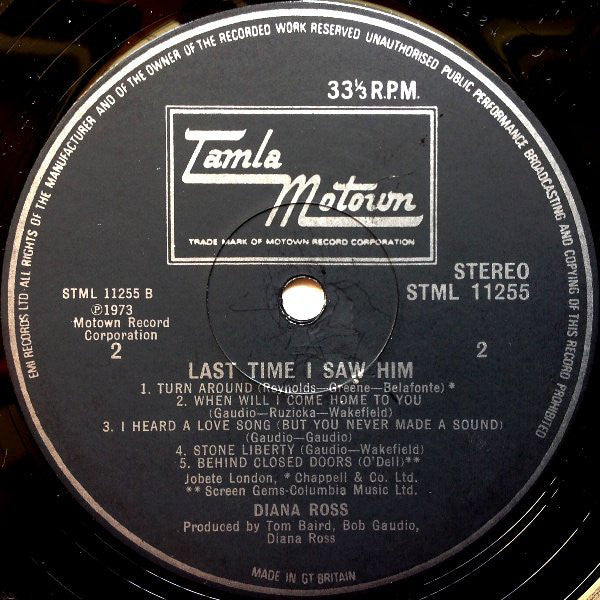 EMI RECORDS LTD·ALL RIGHTS OF THE MANUFACTURER AND OF THE OWNER OF THE RECORDED WORK RESERVED UNAUTHORISED PUBLIC PERFORMANCE BROADCASTING AND COPYING OF THIS RECORD PROHIBITED
33⅓ R.P.M.
Tamla
Motown
TRADE MARK OF MOTOWN RECORD CORPORATION
STEREO
STML 11255
STML 11255 B
℗1973
Motown Record
Corporation
2
2
LAST TIME I SAW HIM
1. TURN AROUND (Reynolds—Greene—Belafonte) *
2. WHEN WILL I COME HOME TO YOU
(Gaudio—Ruzicka—Wakefield)
3. I HEARD A LOVE SONG (BUT YOU NEVER MADE A SOUND)
(Gaudio—Gaudio)
4. STONE LIBERTY (Gaudio—Wakefield)
5. BEHIND CLOSED DOORS (O'Dell)**
Jobete London, * Chappell & Co. Ltd.
** Screen Gems-Columbia Music Ltd.
DIANA ROSS
Produced by Tom Baird, Bob Gaudio,
Diana Ross
MADE IN GT BRITAIN